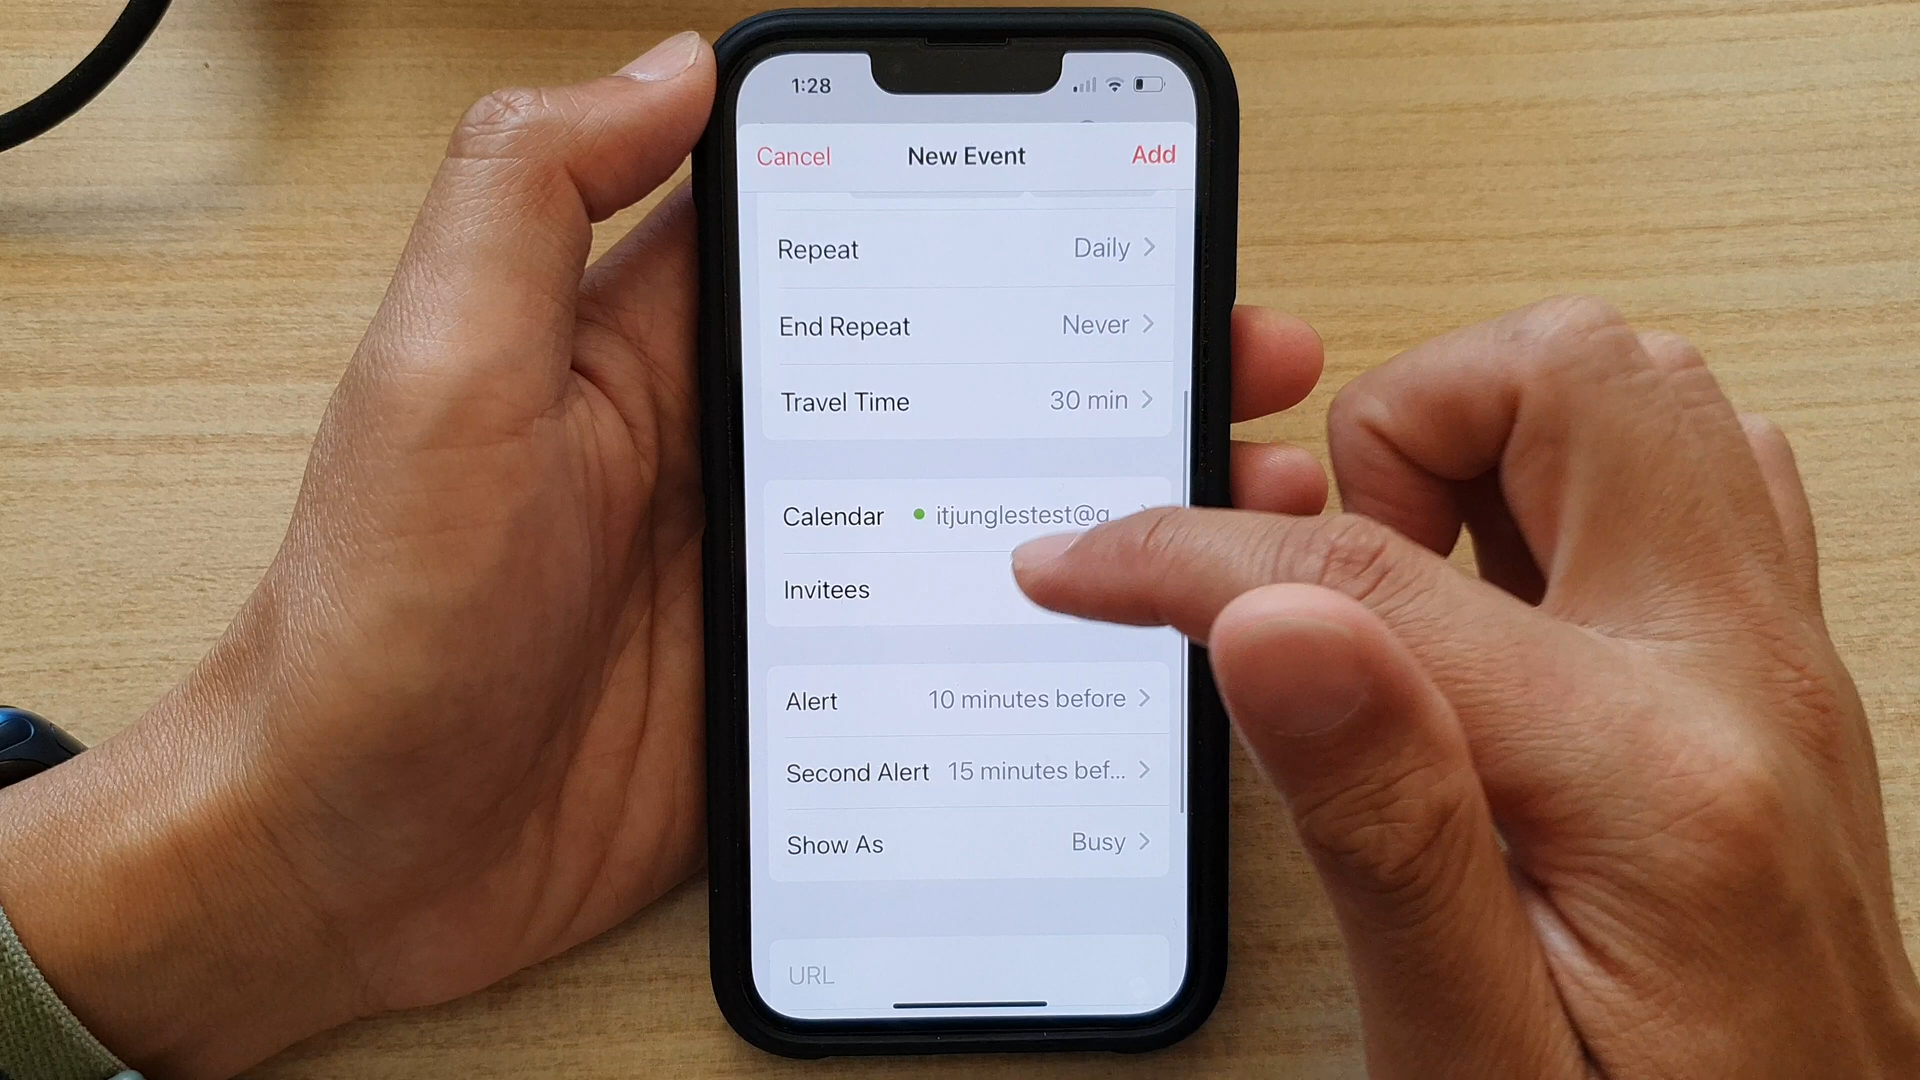 1:28
Cancel New Event Add
Repeat Daily
End Repeat Never
Travel Time 30 min
Calendar itjunglestest@g
Invitees
Alert 10 minutes before
Second Alert 15 minutes bef...
Show As Busy
URL